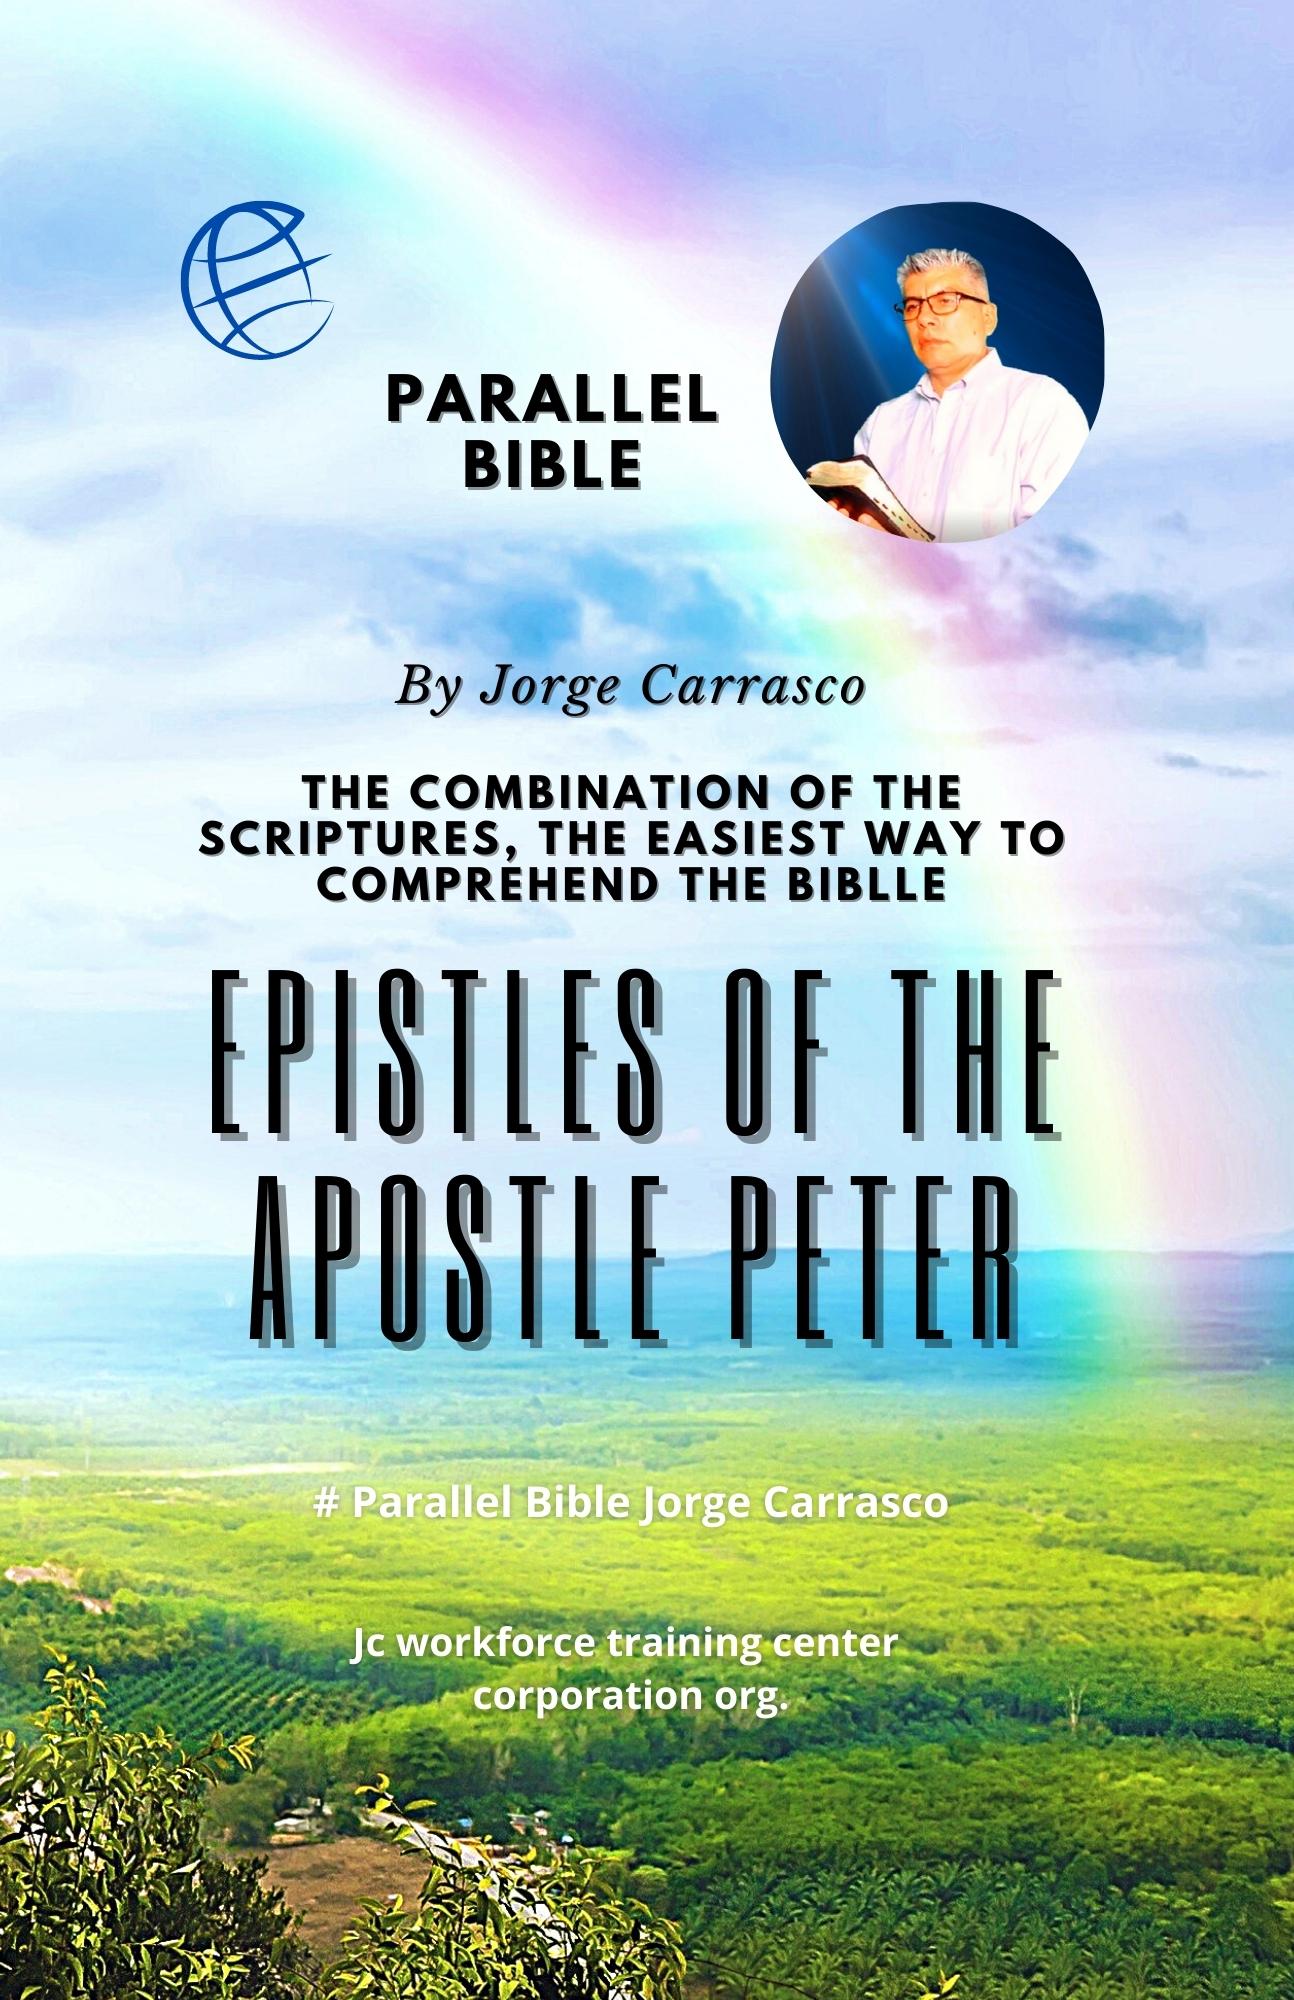 PARALLEL
BIBLE
By Jorge Carrasco
THE COMBINATION OF THE
SCRIPTURES, THE EASIEST WAY TO
COMPREHEND THE BIBLLE
EPISTLES OF THE
APOSTLE PETER
# Parallel Bible Jorge Carrasco
Jc workforce training center
corporation org.